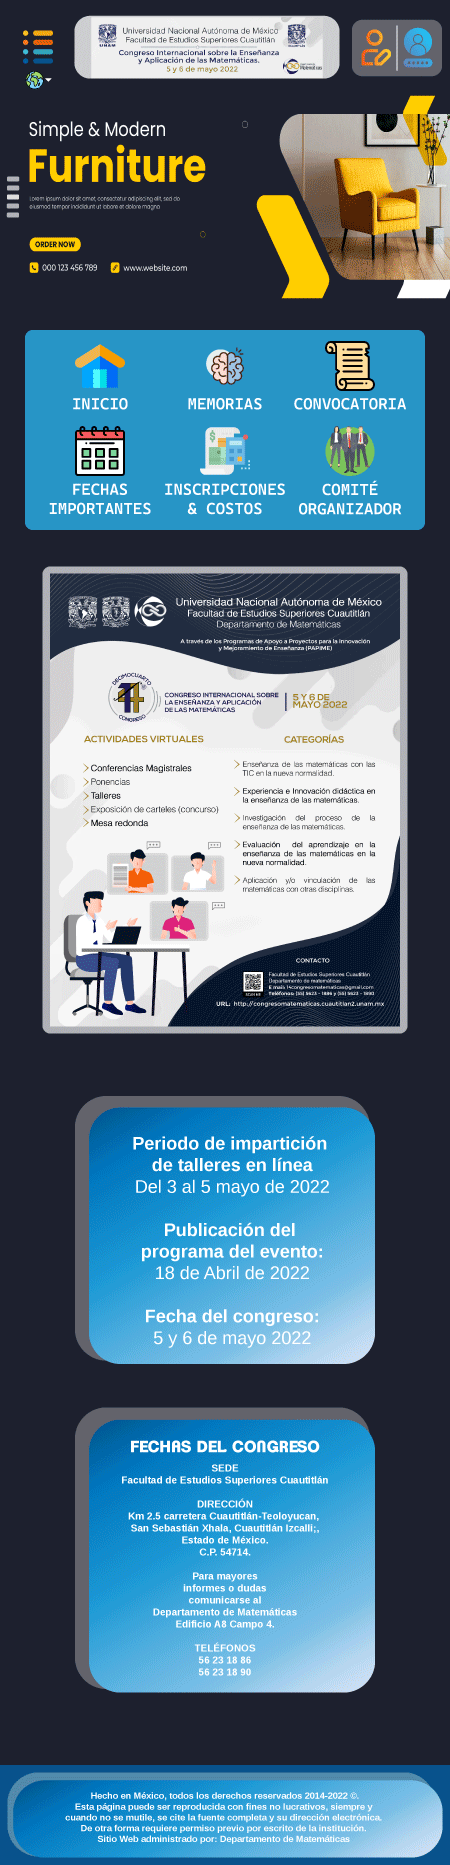 Universidad Nacional Autónoma de México
Facultad de Estudios Superiores Cuautitlán
UNAM
Congreso Internacional sobre la Enseñanza
y Aplicación de las Matemáticas.
5 y 6 de mayo 2022
Simple & Modern
Furniture
Lorem ipsum dolor sit amet, consectetur adipiscing elit, sed do
eiusmod tempor incididunt ut labore et dolore magna
ORDER NOW
000 123 456 789 www.website.com
INICIO
MEMORIAS
CONVOCATORIA
FECHAS
IMPORTANTES
INSCRIPCIONES
& COSTOS
COMITÉ
ORGANIZADOR
Universidad Nacional Autónoma de México
Facultad de Estudios Superiores Cuautitlán
Departamento de Matemáticas
A través de los Programas de Apoyo a Proyectos para la Innovación
y Mejoramiento de Enseñanza (PAPIME)
DECIMOCUARTO
14
CONGRESO
CONGRESO INTERNACIONAL SOBRE
LA ENSEÑANZA Y APLICACIÓN
DE LAS MATEMÁTICAS
5 Y 6 DE
MAYO 2022
ACTIVIDADES VIRTUALES
Conferencias Magistrales
Ponencias
Talleres
Exposición de carteles (concurso)
Mesa redonda
CATEGORÍAS
Enseñanza de las matemáticas con las
TIC en la nueva normalidad.
Experiencia e Innovación didáctica en
la enseñanza de las matemáticas.
Investigación del proceso de la
enseñanza de las matemáticas.
Evaluación del aprendizaje en la
enseñanza de las matemáticas en la
nueva normalidad.
Aplicación y/o vinculación de las
matemáticas con otras disciplinas.
CONTACTO
Facultad de Estudios Superiores Cuautitlán
Departamento de matemáticas
E mail: 14congresomatematicas@gmail.com
Teléfonos: (55) 5623 - 1886 y (55) 5623 - 1890
URL: http://congresomatematicas.cuautitlan2.unam.mx
Periodo de impartición
de talleres en línea
Del 3 al 5 mayo de 2022
Publicación del
programa del evento:
18 de Abril de 2022
Fecha del congreso:
5 y 6 de mayo 2022
FECHAS DEL CONGRESO
SEDE
Facultad de Estudios Superiores Cuautitlán
DIRECCIÓN
Km 2.5 carretera Cuautitlán-Teoloyucan,
San Sebastián Xhala, Cuautitlán Izcalli;,
Estado de México.
C.P. 54714.
Para mayores
informes o dudas
comunicarse al
Departamento de Matemáticas
Edificio A8 Campo 4.
TELÉFONOS
56 23 18 86
56 23 18 90
Hecho en México, todos los derechos reservados 2014-2022 ©.
Esta página puede ser reproducida con fines no lucrativos, siempre y
cuando no se mutile, se cite la fuente completa y su dirección electrónica.
De otra forma requiere permiso previo por escrito de la institución.
Sitio Web administrado por: Departamento de Matemáticas